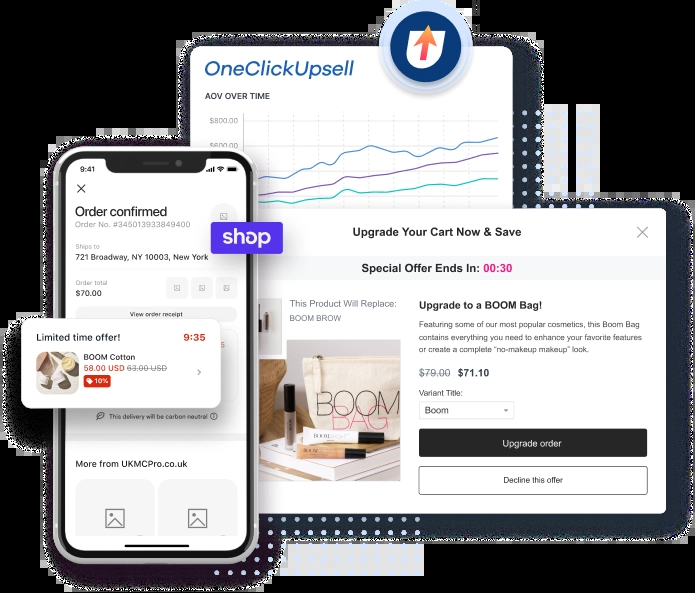 OneClickUpsell
AOV OVER TIME
$800.00
$600.00
9:41
Order confirmed
Order No. #345013933849400
shop
Ships to
721 Broadway, NY 10003, New York
Order total
$70.00
View order receipt
Limited time offer!
9:35
BOOM Cotton
58.00 USD 63.00 USD
10%
This delivery will be carbon neutral
More from UKMCPro.co.uk
Upgrade Your Cart Now & Save
Special Offer Ends In: 00:30
This Product Will Replace:
BOOM BROW
BOOM
BAG
Upgrade to a BOOM Bag!
Featuring some of our most popular cosmetics, this Boom Bag
contains everything you need to enhance your favorite features
or create a complete “no-makeup makeup” look.
$79.00 $71.10
Variant Title:
Boom
Upgrade order
Decline this offer